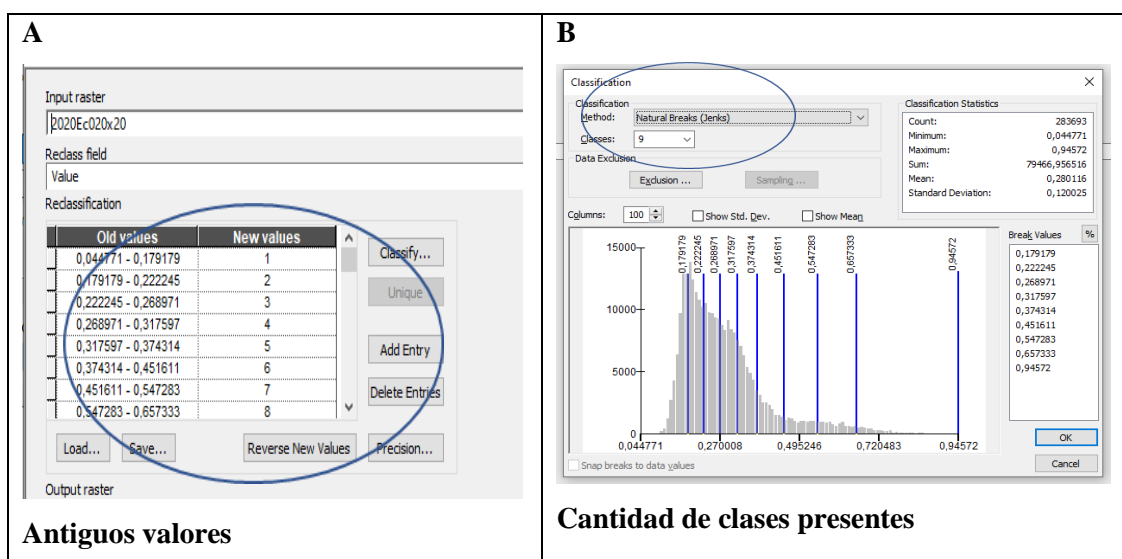 A
Input raster
2020Ec020x20
Reclass field
Value
Reclassification
Old values New values
0,044771 - 0,179179 1
0,179179 - 0,222245 2
0,222245 - 0,268971 3
0,268971 - 0,317597 4
0,317597 - 0,374314 5
0,374314 - 0,451611 6
0,451611 - 0,547283 7
0,547283 - 0,657333 8
Classify...
Unique
Add Entry
Delete Entries
Load... Save... Reverse New Values Precision...
Output raster
Antiguos valores
B
Classification
Classification
Method: Natural Breaks (Jenks)
Classes: 9
Data Exclusion
Exclusion ... Sampling ...
Classification Statistics
Count: 283693
Minimum: 0,044771
Maximum: 0,94572
Sum: 79466,956516
Mean: 0,280116
Standard Deviation: 0,120025
Columns: 100 Show Std. Dev. Show Mean
Break Values %
0,179179
0,222245
0,268971
0,317597
0,374314
0,451611
0,547283
0,657333
0,94572
0,179179
0,222245
0,268971
0,317597
0,374314
0,451611
0,547283
0,657333
0,94572
15000
10000
5000
0
0,044771 0,270008 0,495246 0,720483 0,94572
Snap breaks to data values
OK
Cancel
Cantidad de clases presentes